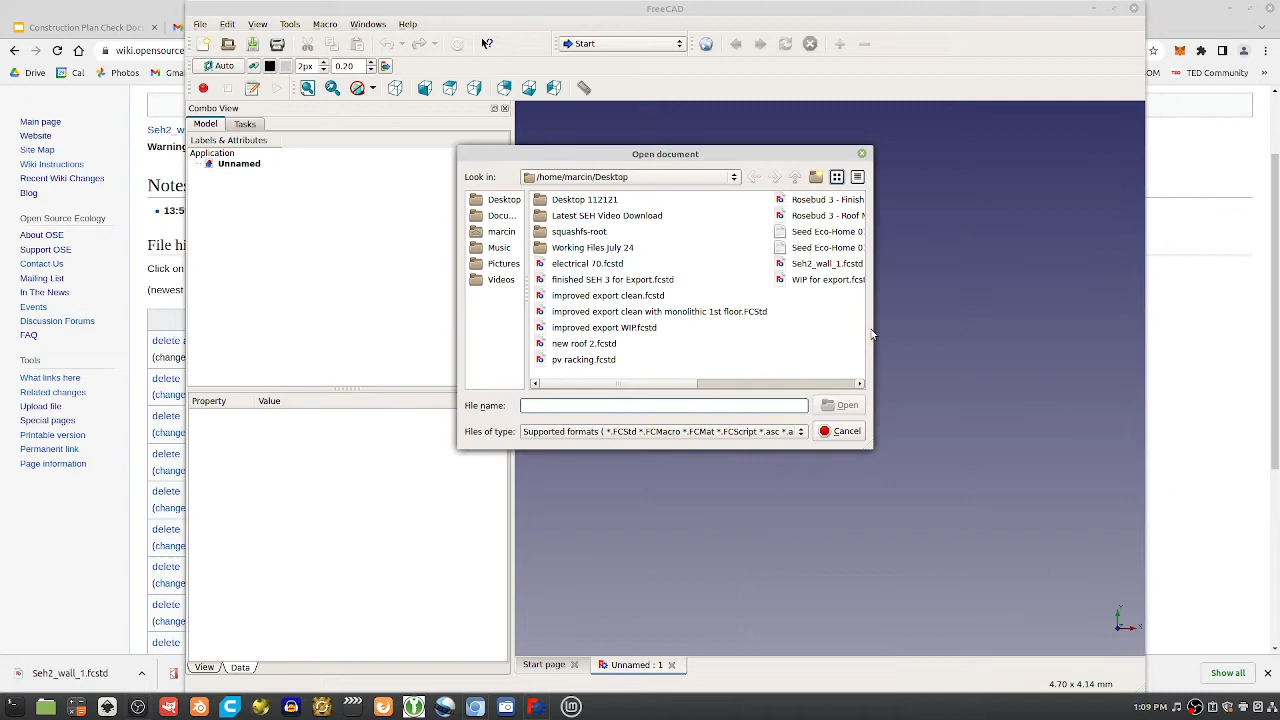 Construction Plan Check Docu
FreeCAD
File Edit View Tools Macro Windows Help
wiki.opensource
Start
Drive Cal Photos Gma
Auto 2px 0.20
OM TED Community
Combo View
Model Tasks
Labels & Attributes
Application
Unnamed
Main page
Website
Site Map
Wiki Instructions
Recent Wiki Changes
Blog
Open Source Ecology
About OSE
Support OSE
Contact Us
Mailing List
In The News
Events
Discussion Forums
FAQ
Tools
What links here
Related changes
Upload file
Special pages
Printable version
Permanent link
Page information
Seh2_w
Warning
Notes
13:5
File hi
Click on
(newest
delete a
(change
delete
(change
delete
(change
delete
(change
delete
(change
delete
(change
delete
(change
delete
(change
delete
Open document
Look in: /home/marcin/Desktop
Desktop
Docu...
marcin
Music
Pictures
Videos
Desktop 112121
Latest SEH Video Download
squashfs-root
Working Files July 24
electrical 70.fcstd
finished SEH 3 for Export.fcstd
improved export clean.fcstd
improved export clean with monolithic 1st floor.FCStd
improved export WIP.fcstd
new roof 2.fcstd
pv racking.fcstd
Rosebud 3 - Finish
Rosebud 3 - Roof M
Seed Eco-Home 0
Seed Eco-Home 0
Seh2_wall_1.fcstd
WIP for export.fcst
File name: Open
Files of type: Supported formats ( *.FCStd *.FCMacro *.FCMat *.FCScript *.asc *.a Cancel
Property Value
View Data
Start page Unnamed : 1
4.70 x 4.14 mm
Seh2_wall_1.fcstd
Show all
1:09 PM